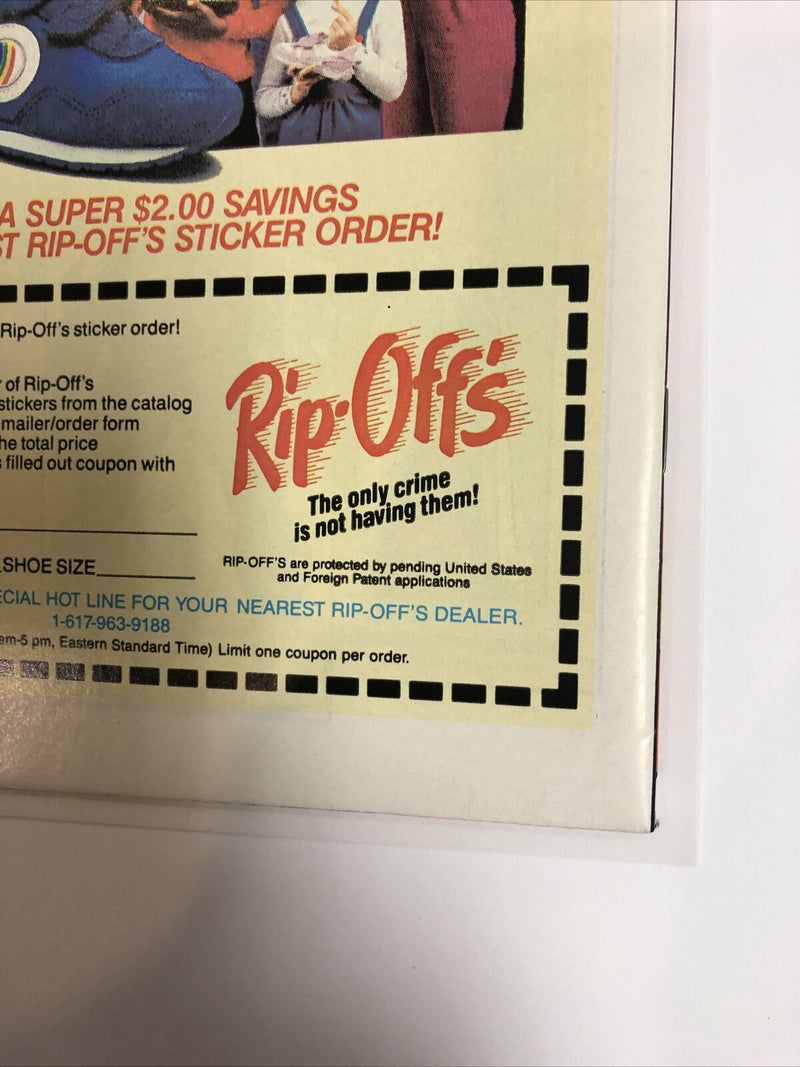 A SUPER $2.00 SAVINGS
T RIP-OFF'S STICKER ORDER!
Rip-Off's sticker order!
of Rip-Off's
stickers from the catalog
mailer/order form
he total price
filled out coupon with
SHOE SIZE
Rip-Off's
The only crime
is not having them!
RIP-OFF'S are protected by pending United States
and Foreign Patent applications
ECIAL HOT LINE FOR YOUR NEAREST RIP-OFF'S DEALER.
1-617-963-9188
am-5 pm, Eastern Standard Time) Limit one coupon per order.